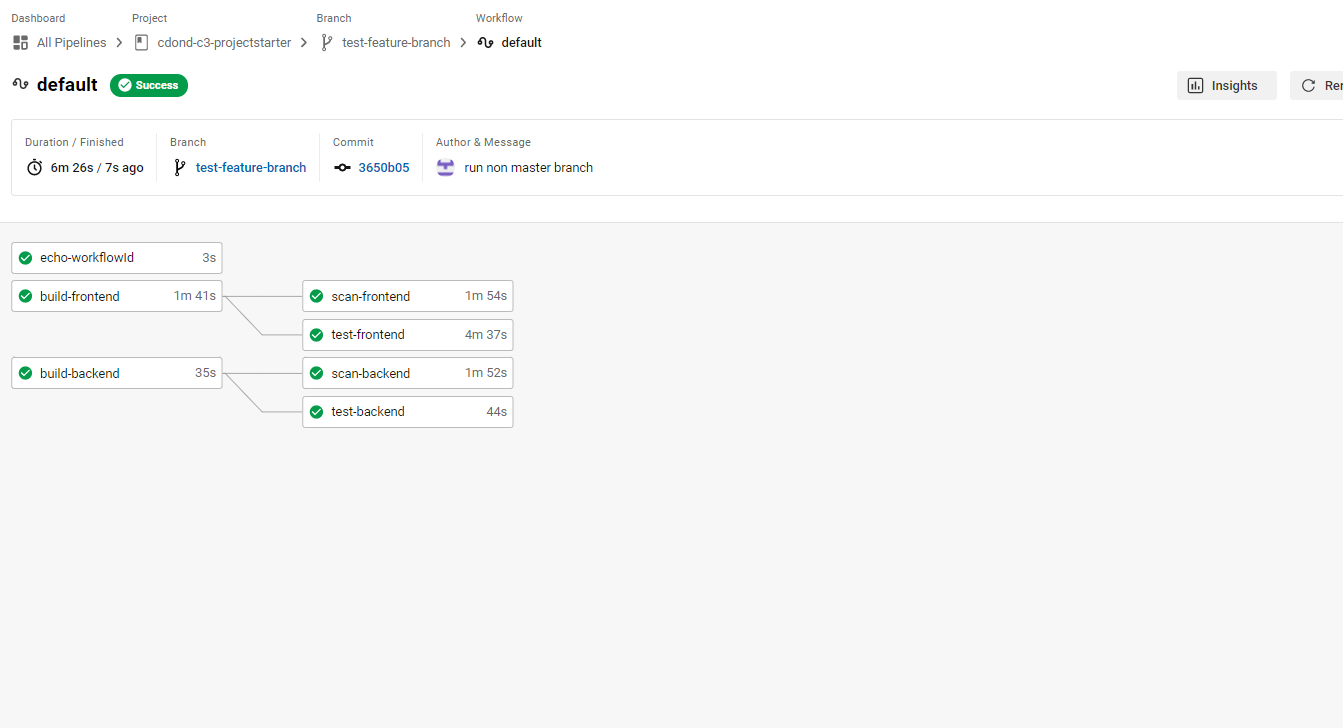 Dashboard Project Branch Workflow
All Pipelines cdond-c3-projectstarter test-feature-branch default
default Success Insights Rer
Duration / Finished Branch Commit Author & Message
6m 26s / 7s ago test-feature-branch 3650b05 run non master branch
echo-workflowId 3s
build-frontend 1m 41s scan-frontend 1m 54s
test-frontend 4m 37s
build-backend 35s scan-backend 1m 52s
test-backend 44s